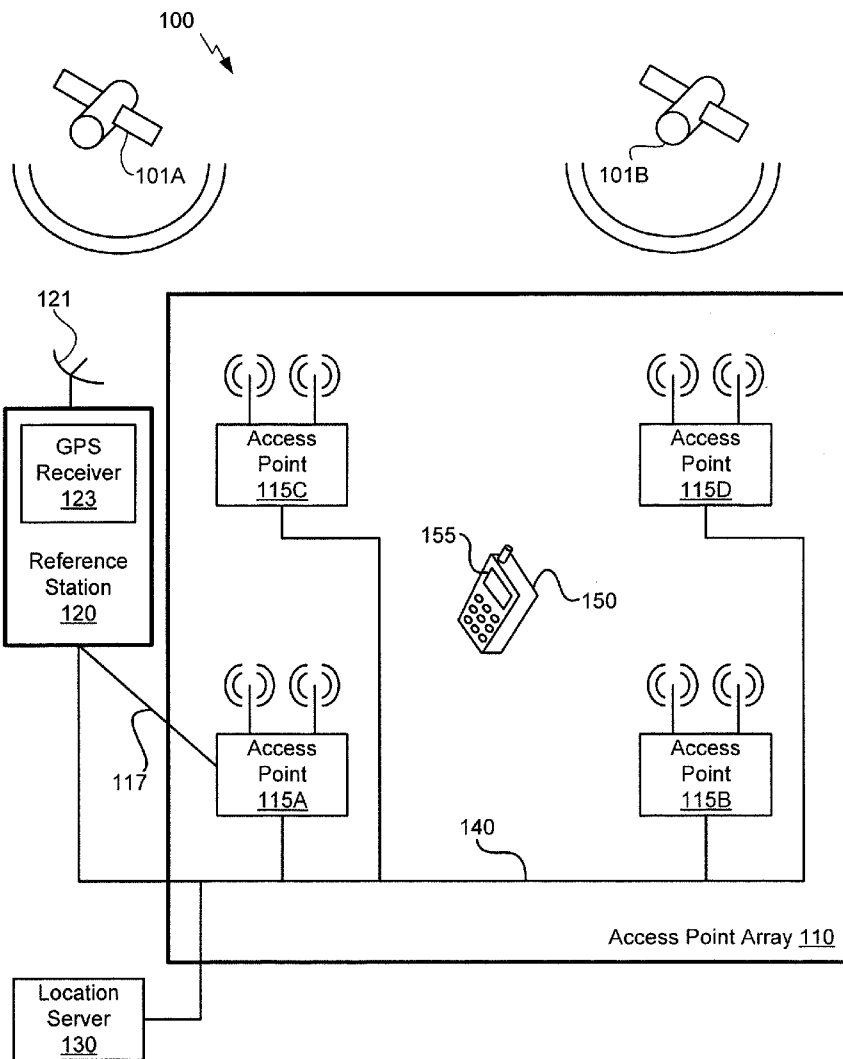 100
101A
101B
121
GPS
Receiver
123
Reference
Station
120
Access
Point
115C
Access
Point
115D
155
150
117
Access
Point
115A
Access
Point
115B
140
Access Point Array 110
Location
Server
130